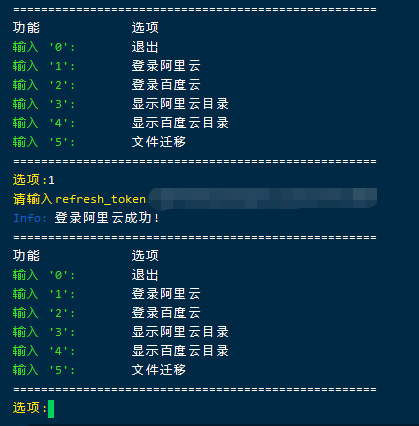 ==================================================
功能 选项
输入 '0': 退出
输入 '1': 登录阿里云
输入 '2': 登录百度云
输入 '3': 显示阿里云目录
输入 '4': 显示百度云目录
输入 '5': 文件迁移
==================================================
选项:1
请输入refresh_token:
Info: 登录阿里云成功!
==================================================
功能 选项
输入 '0': 退出
输入 '1': 登录阿里云
输入 '2': 登录百度云
输入 '3': 显示阿里云目录
输入 '4': 显示百度云目录
输入 '5': 文件迁移
==================================================
选项: